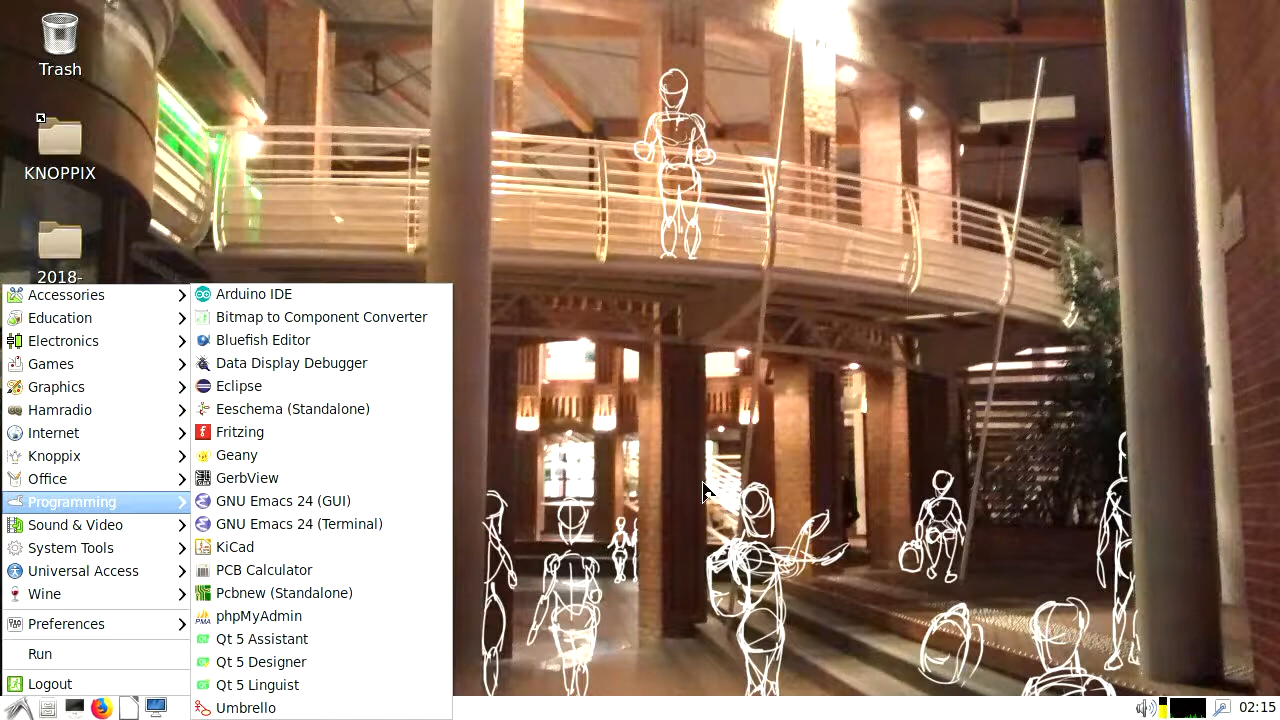 Trash
KNOPPIX
2018-
Accessories
Education
Electronics
Games
Graphics
Hamradio
Internet
Knoppix
Office
Programming
Sound & Video
System Tools
Universal Access
Wine
Preferences
Run
Logout
Arduino IDE
Bitmap to Component Converter
Bluefish Editor
Data Display Debugger
Eclipse
Eeschema (Standalone)
Fritzing
Geany
GerbView
GNU Emacs 24 (GUI)
GNU Emacs 24 (Terminal)
KiCad
PCB Calculator
Pcbnew (Standalone)
phpMyAdmin
Qt 5 Assistant
Qt 5 Designer
Qt 5 Linguist
Umbrello
02:15